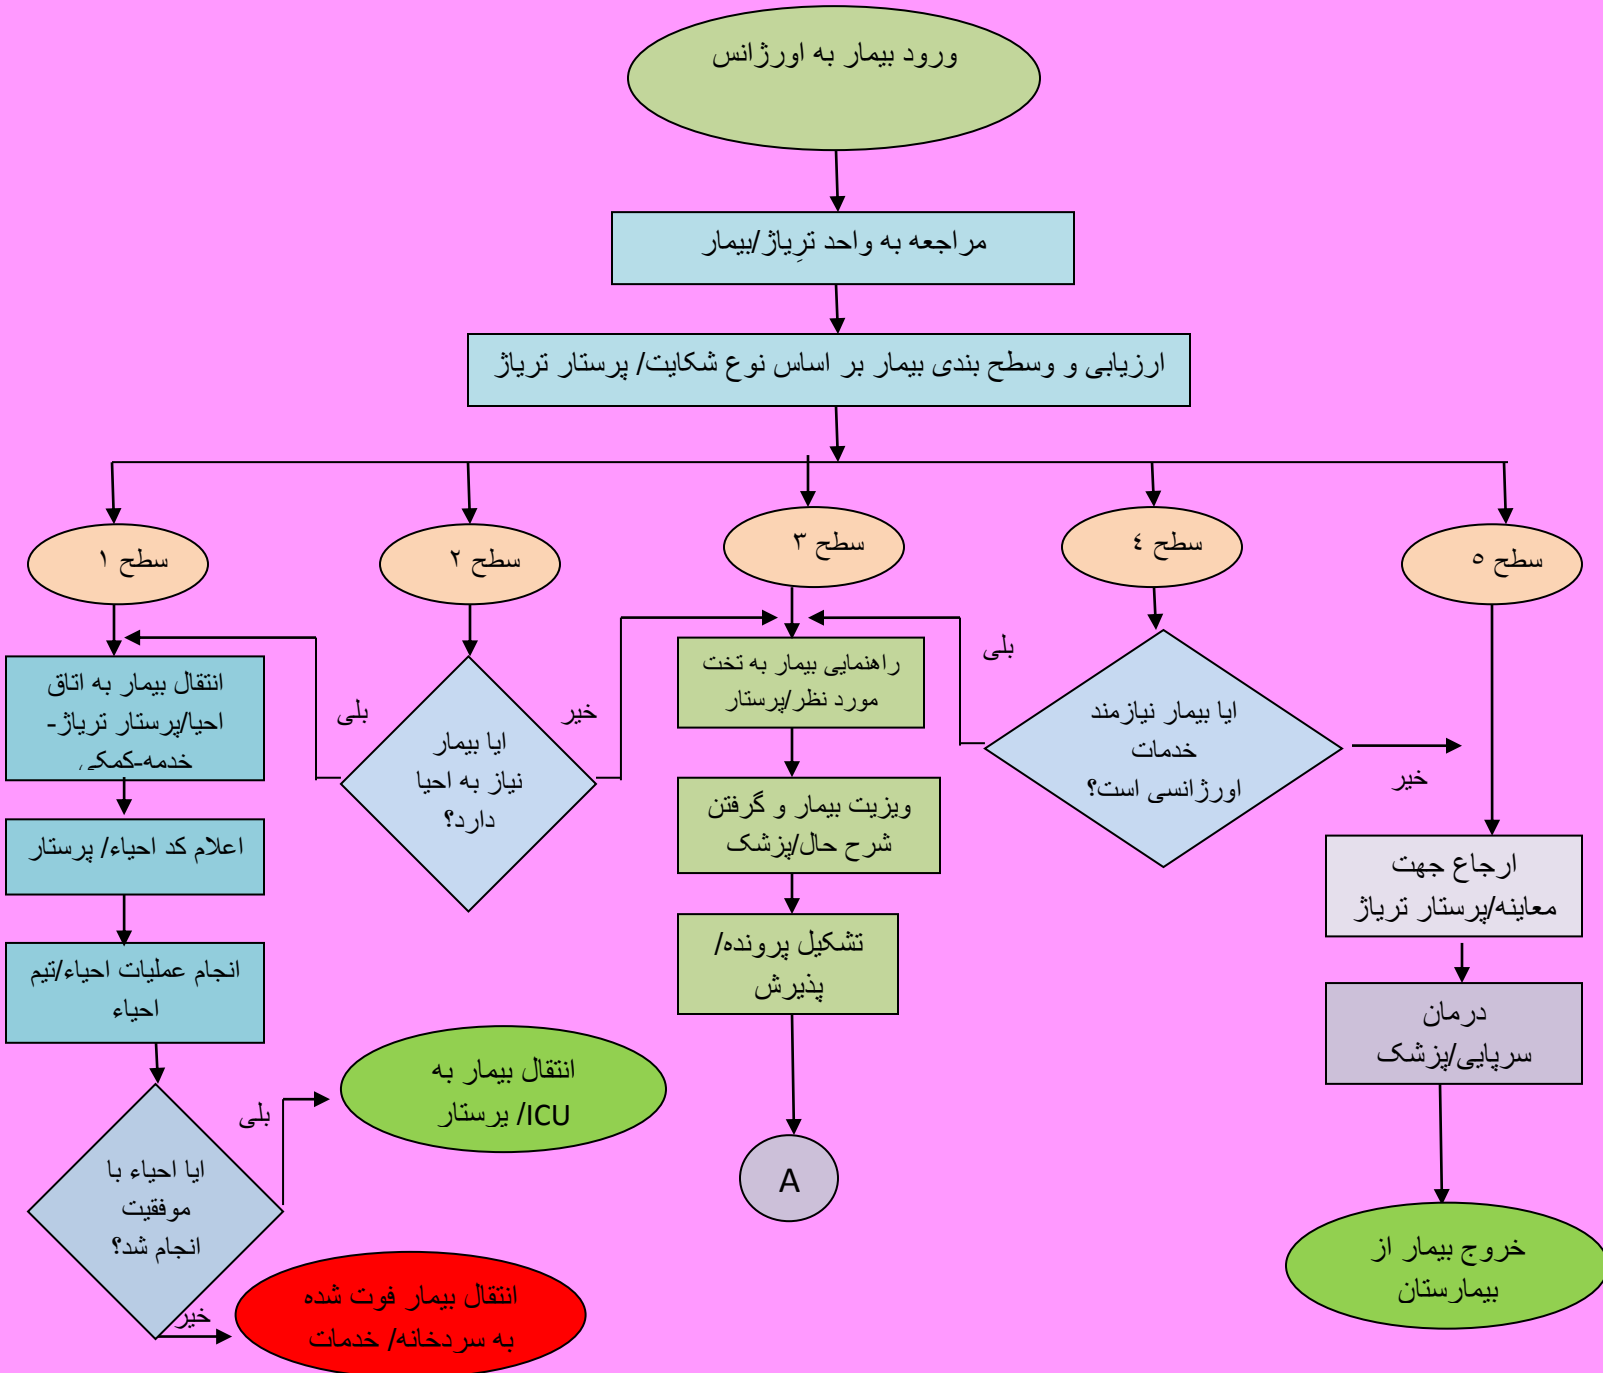 ورود بیمار به اورژانس
مراجعه به واحد ترِیاژ/بیمار
ارزیابی و وسطح بندی بیمار بر اساس نوع شکایت/ پرستار تریاژ
سطح ۱
سطح ۲
سطح ۳
سطح ٤
سطح ٥
انتقال بیمار به اتاق
احیا/پرستار تریاژ-
خدمه-کمکی
بلی
ایا بیمار
نیاز به احیا
دارد؟
خیر
راهنمایی بیمار به تخت
مورد نظر/پرستار
بلی
ایا بیمار نیازمند
خدمات
اورژانسی است؟
خیر
اعلام کد احیاء/ پرستار
ویزیت بیمار و گرفتن
شرح حال/پزشک
ارجاع جهت
معاینه/پرستار تریاژ
انجام عملیات احیاء/تیم
احیاء
تشکیل پرونده/
پذیرش
درمان
سرپایی/پزشک
ایا احیاء با
موفقیت
انجام شد؟
بلی
انتقال بیمار به
ICU/ پرستار
A
خیر
انتقال بیمار فوت شده
به سردخانه/ خدمات
خروج بیمار از
بیمارستان